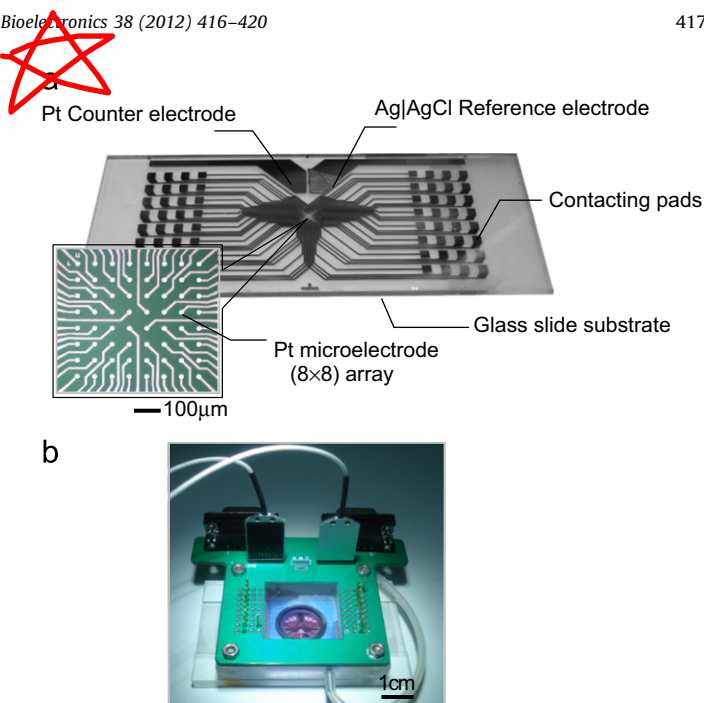 Bioelectronics 38 (2012) 416–420 417
a
Pt Counter electrode
Ag|AgCl Reference electrode
Contacting pads
Glass slide substrate
Pt microelectrode
(8×8) array
100μm
b
1cm